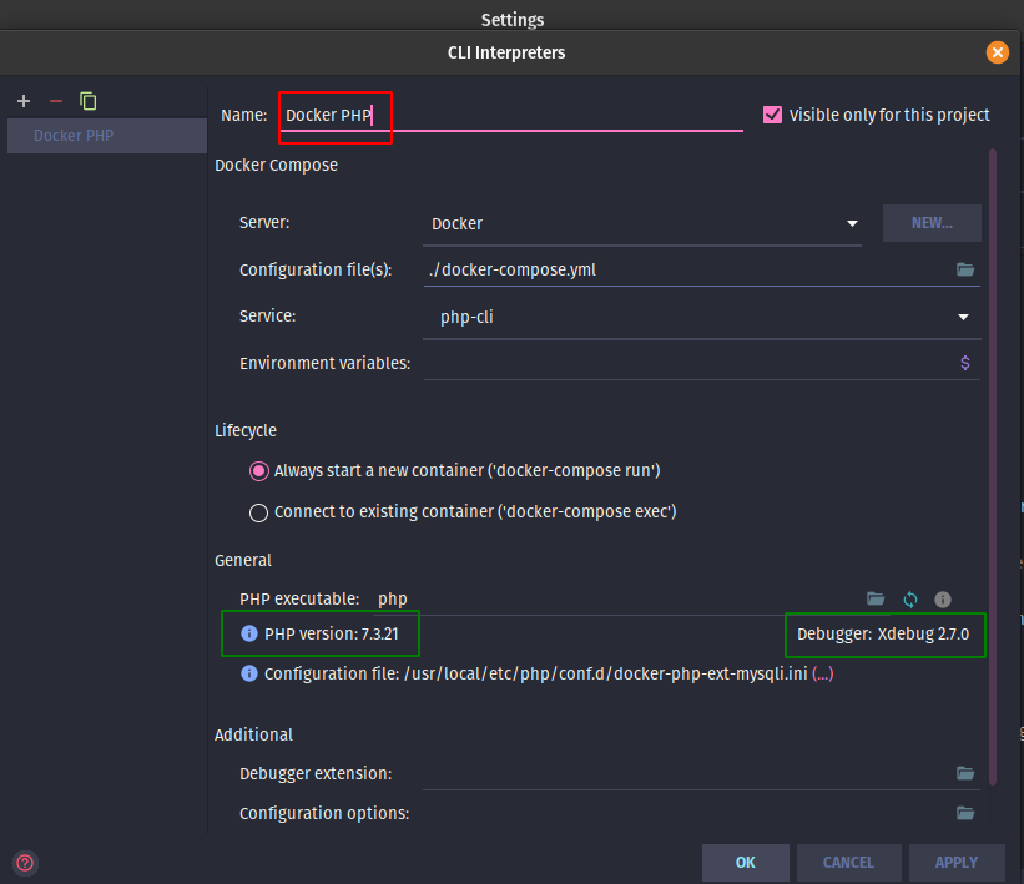 Settings
CLI Interpreters
Docker PHP
Name: Docker PHP
Visible only for this project
Docker Compose
Server: Docker NEW...
Configuration file(s): ./docker-compose.yml
Service: php-cli
Environment variables: $
Lifecycle
Always start a new container ('docker-compose run')
Connect to existing container ('docker-compose exec')
General
PHP executable: php
PHP version: 7.3.21 Debugger: Xdebug 2.7.0
Configuration file: /usr/local/etc/php/conf.d/docker-php-ext-mysqli.ini (...)
Additional
Debugger extension:
Configuration options:
OK CANCEL APPLY